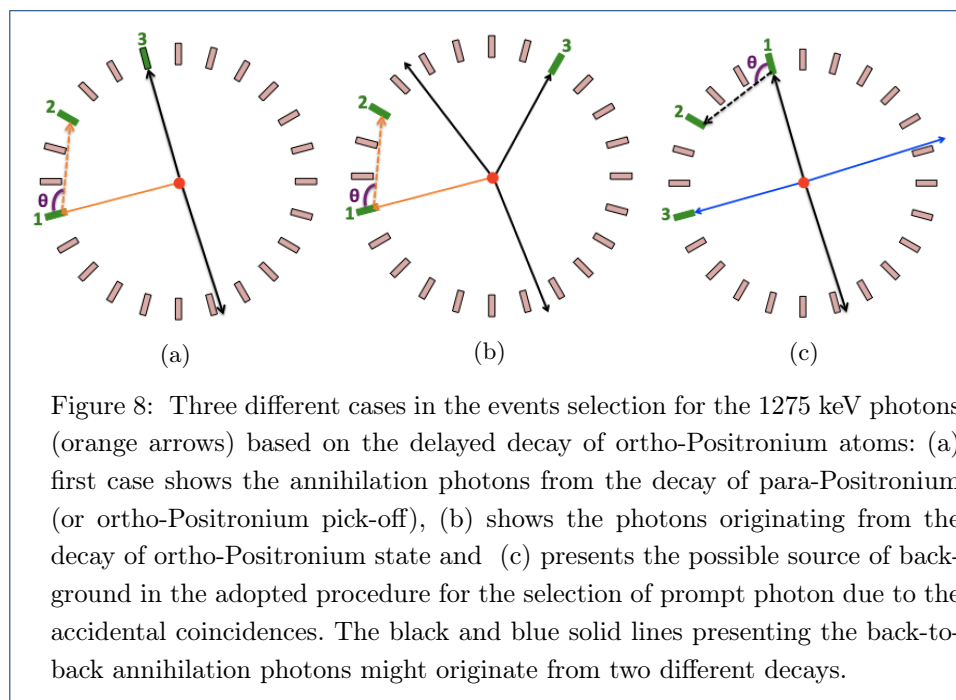 3
2
θ
1
3
2
θ
1
1
θ
2
3
(a)
(b)
(c)
Figure 8: Three different cases in the events selection for the 1275 keV photons
(orange arrows) based on the delayed decay of ortho-Positronium atoms: (a)
first case shows the annihilation photons from the decay of para-Positronium
(or ortho-Positronium pick-off), (b) shows the photons originating from the
decay of ortho-Positronium state and (c) presents the possible source of back-
ground in the adopted procedure for the selection of prompt photon due to the
accidental coincidences. The black and blue solid lines presenting the back-to-
back annihilation photons might originate from two different decays.